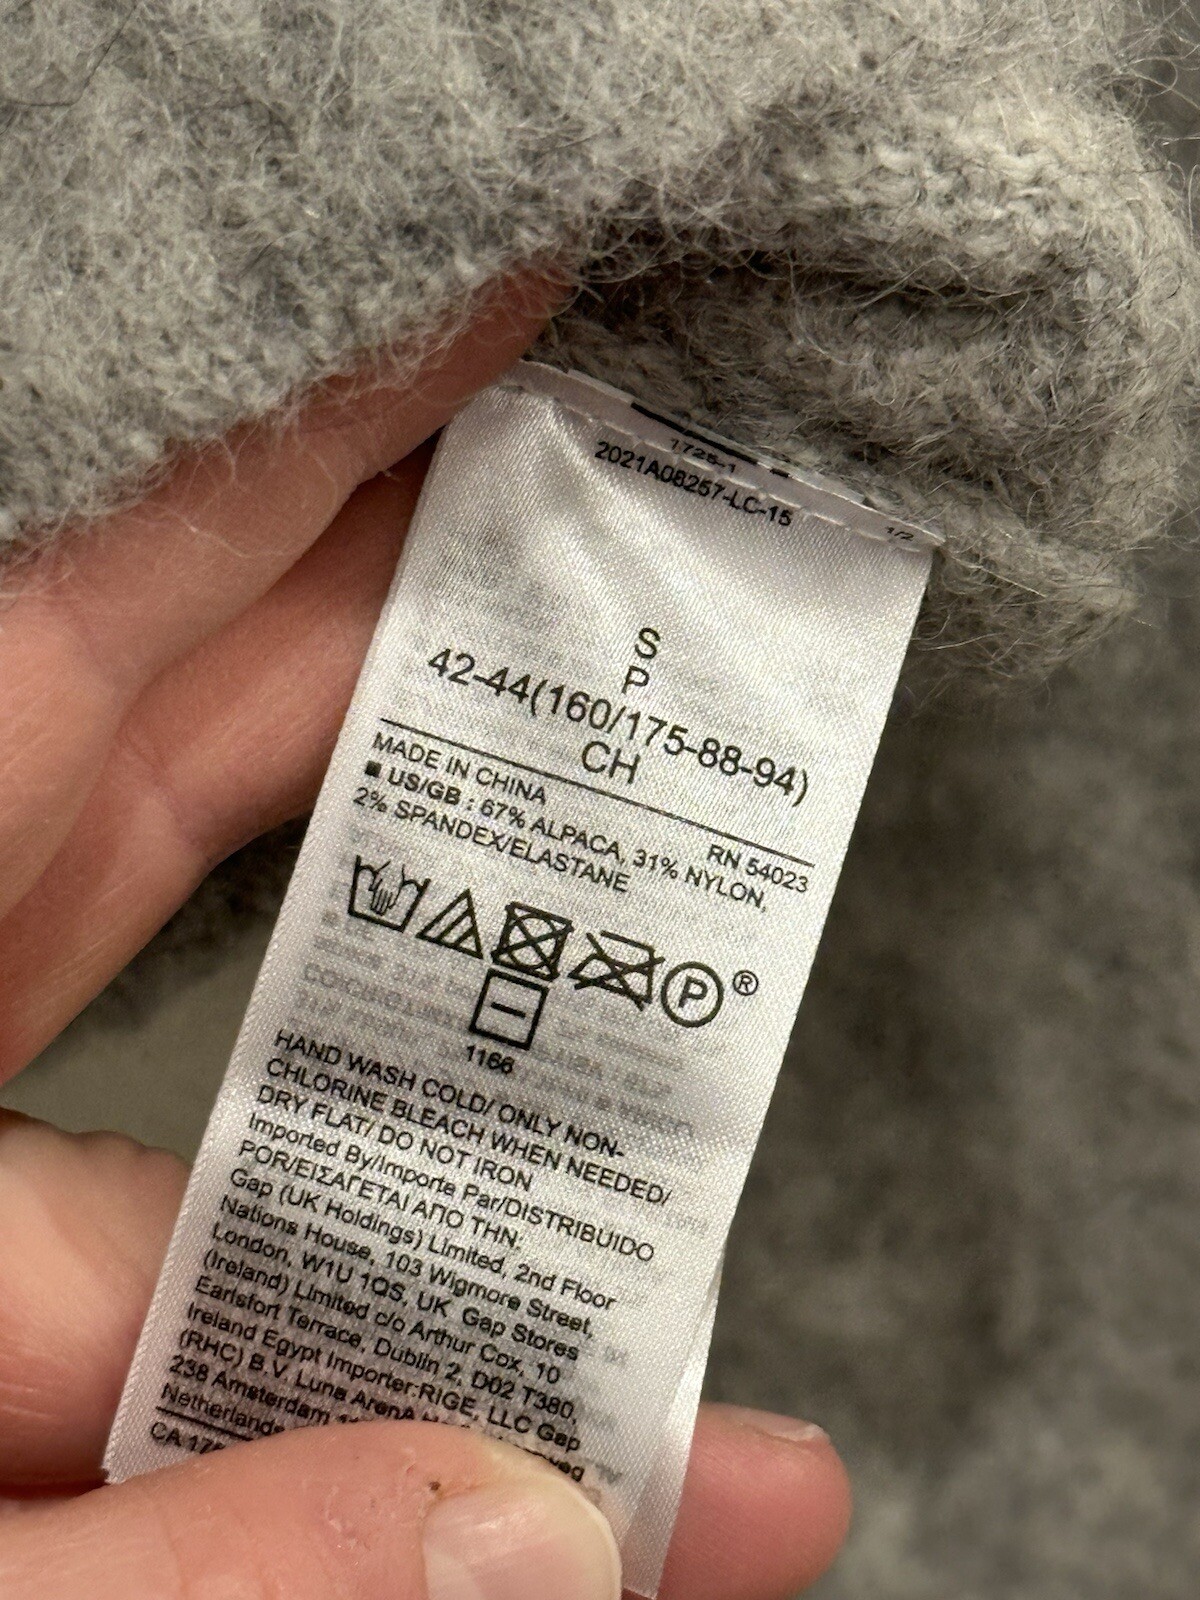 1725-1
2021A08257-LC-15
1/2
S
P
42-44(160/175-88-94)
CH
MADE IN CHINA
RN 54023
■ US/GB : 67% ALPACA, 31% NYLON,
2% SPANDEX/ELASTANE
P ®
1166
HAND WASH COLD/ ONLY NON-
CHLORINE BLEACH WHEN NEEDED/
DRY FLAT/ DO NOT IRON
Imported By/Importe Par/DISTRIBUIDO
POR/ΕΙΣΑΓΕΤΑΙ ΑΠΟ ΤΗΝ:
Gap (UK Holdings) Limited, 2nd Floor
Nations House, 103 Wigmore Street,
London, W1U 1QS, UK Gap Stores
(Ireland) Limited c/o Arthur Cox, 10
Earlsfort Terrace, Dublin 2, D02 T380,
Ireland Egypt Importer:RIGE, LLC Gap
(RHC) B.V. Luna ArenA
238 Amsterdam
Netherlands
CA 17